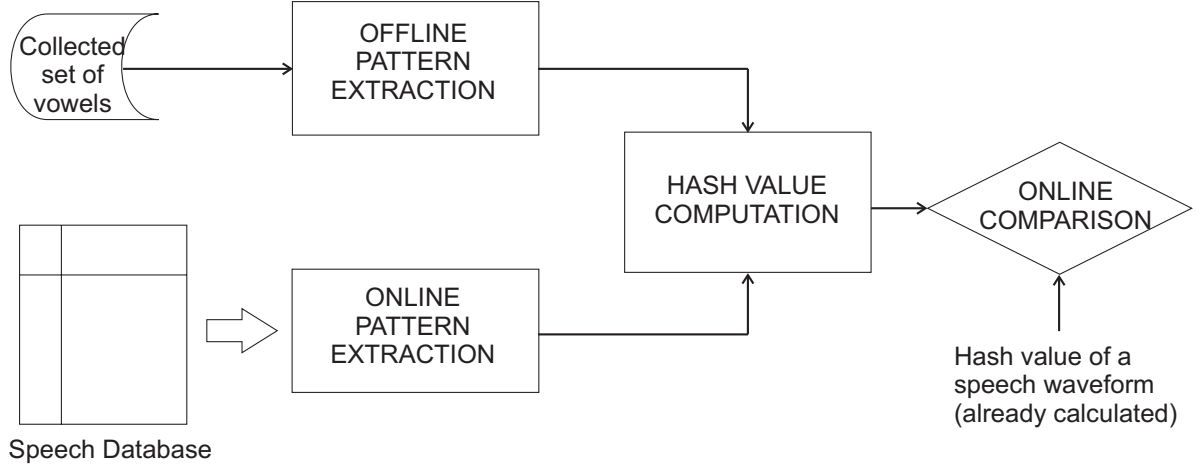 Collected
set of
vowels
OFFLINE
PATTERN
EXTRACTION
HASH VALUE
COMPUTATION
ONLINE
COMPARISON
ONLINE
PATTERN
EXTRACTION
Hash value of a
speech waveform
(already calculated)
Speech Database